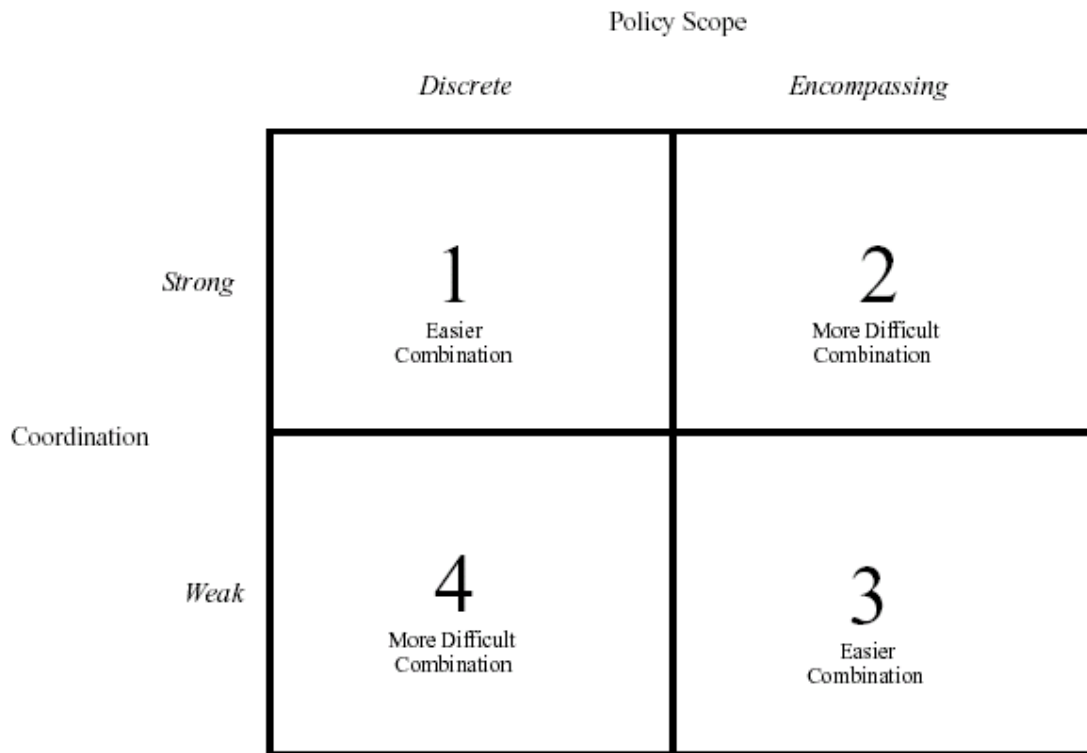 Policy Scope
Discrete
Encompassing
Strong
1
Easier
Combination
2
More Difficult
Combination
Coordination
Weak
4
More Difficult
Combination
3
Easier
Combination